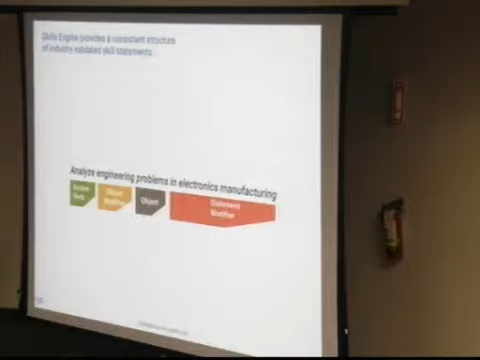 Skills Engine provides a consistent structure
of industry validated skill statements
Analyze engineering problems in electronics manufacturing
Action
Verb
Object
Modifier
Object
Statement
Modifier